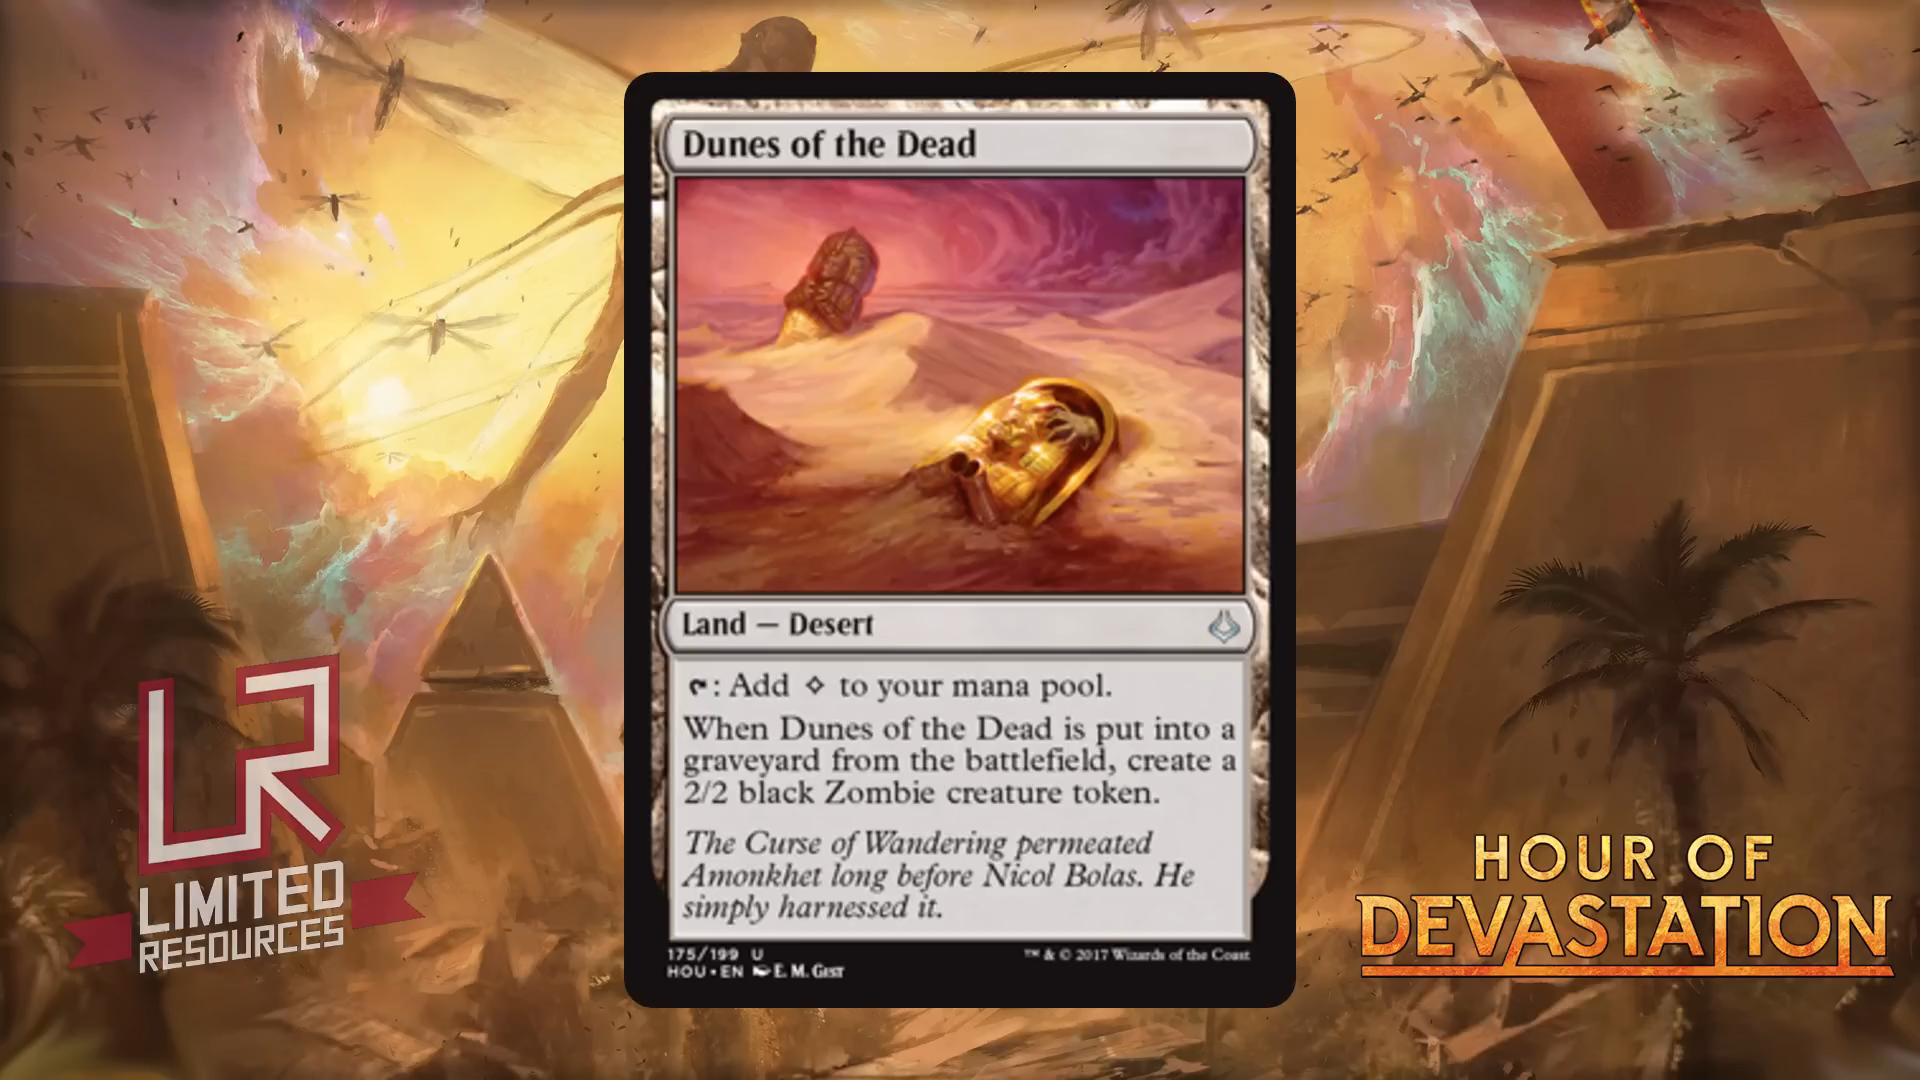 Dunes of the Dead
Land — Desert
: Add to your mana pool.
When Dunes of the Dead is put into a
graveyard from the battlefield, create a
2/2 black Zombie creature token.
The Curse of Wandering permeated
Amonkhet long before Nicol Bolas. He
simply harnessed it.
175/199 U
HOU • EN E. M. Gist
™ & © 2017 Wizards of the Coast
LR
LIMITED
RESOURCES
HOUR OF
DEVASTATION